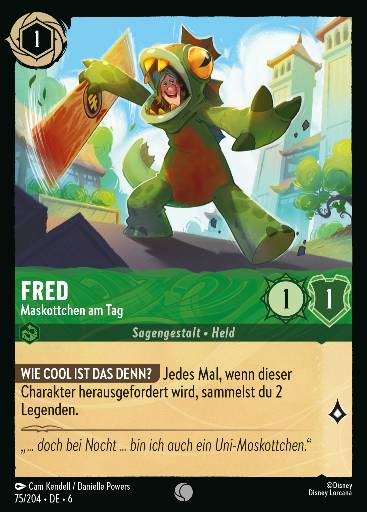 1
FRED
Maskottchen am Tag
1
1
Sagengestalt • Held
WIE COOL IST DAS DENN? Jedes Mal, wenn dieser
Charakter herausgefordert wird, sammelst du 2
Legenden.
„... doch bei Nacht ... bin ich auch ein Uni-Maskottchen.“
Cam Kendell / Danielle Powers
©Disney
75/204 • DE • 6
Disney Lorcana